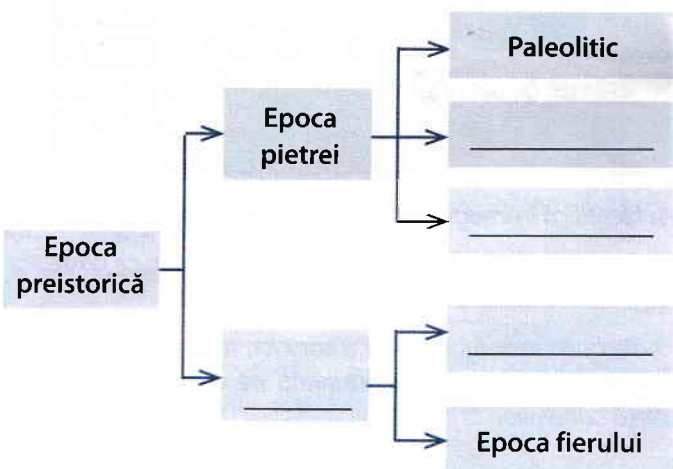 Paleolitic
Epoca
pietrei
Epoca
preistorică
Epoca fierului